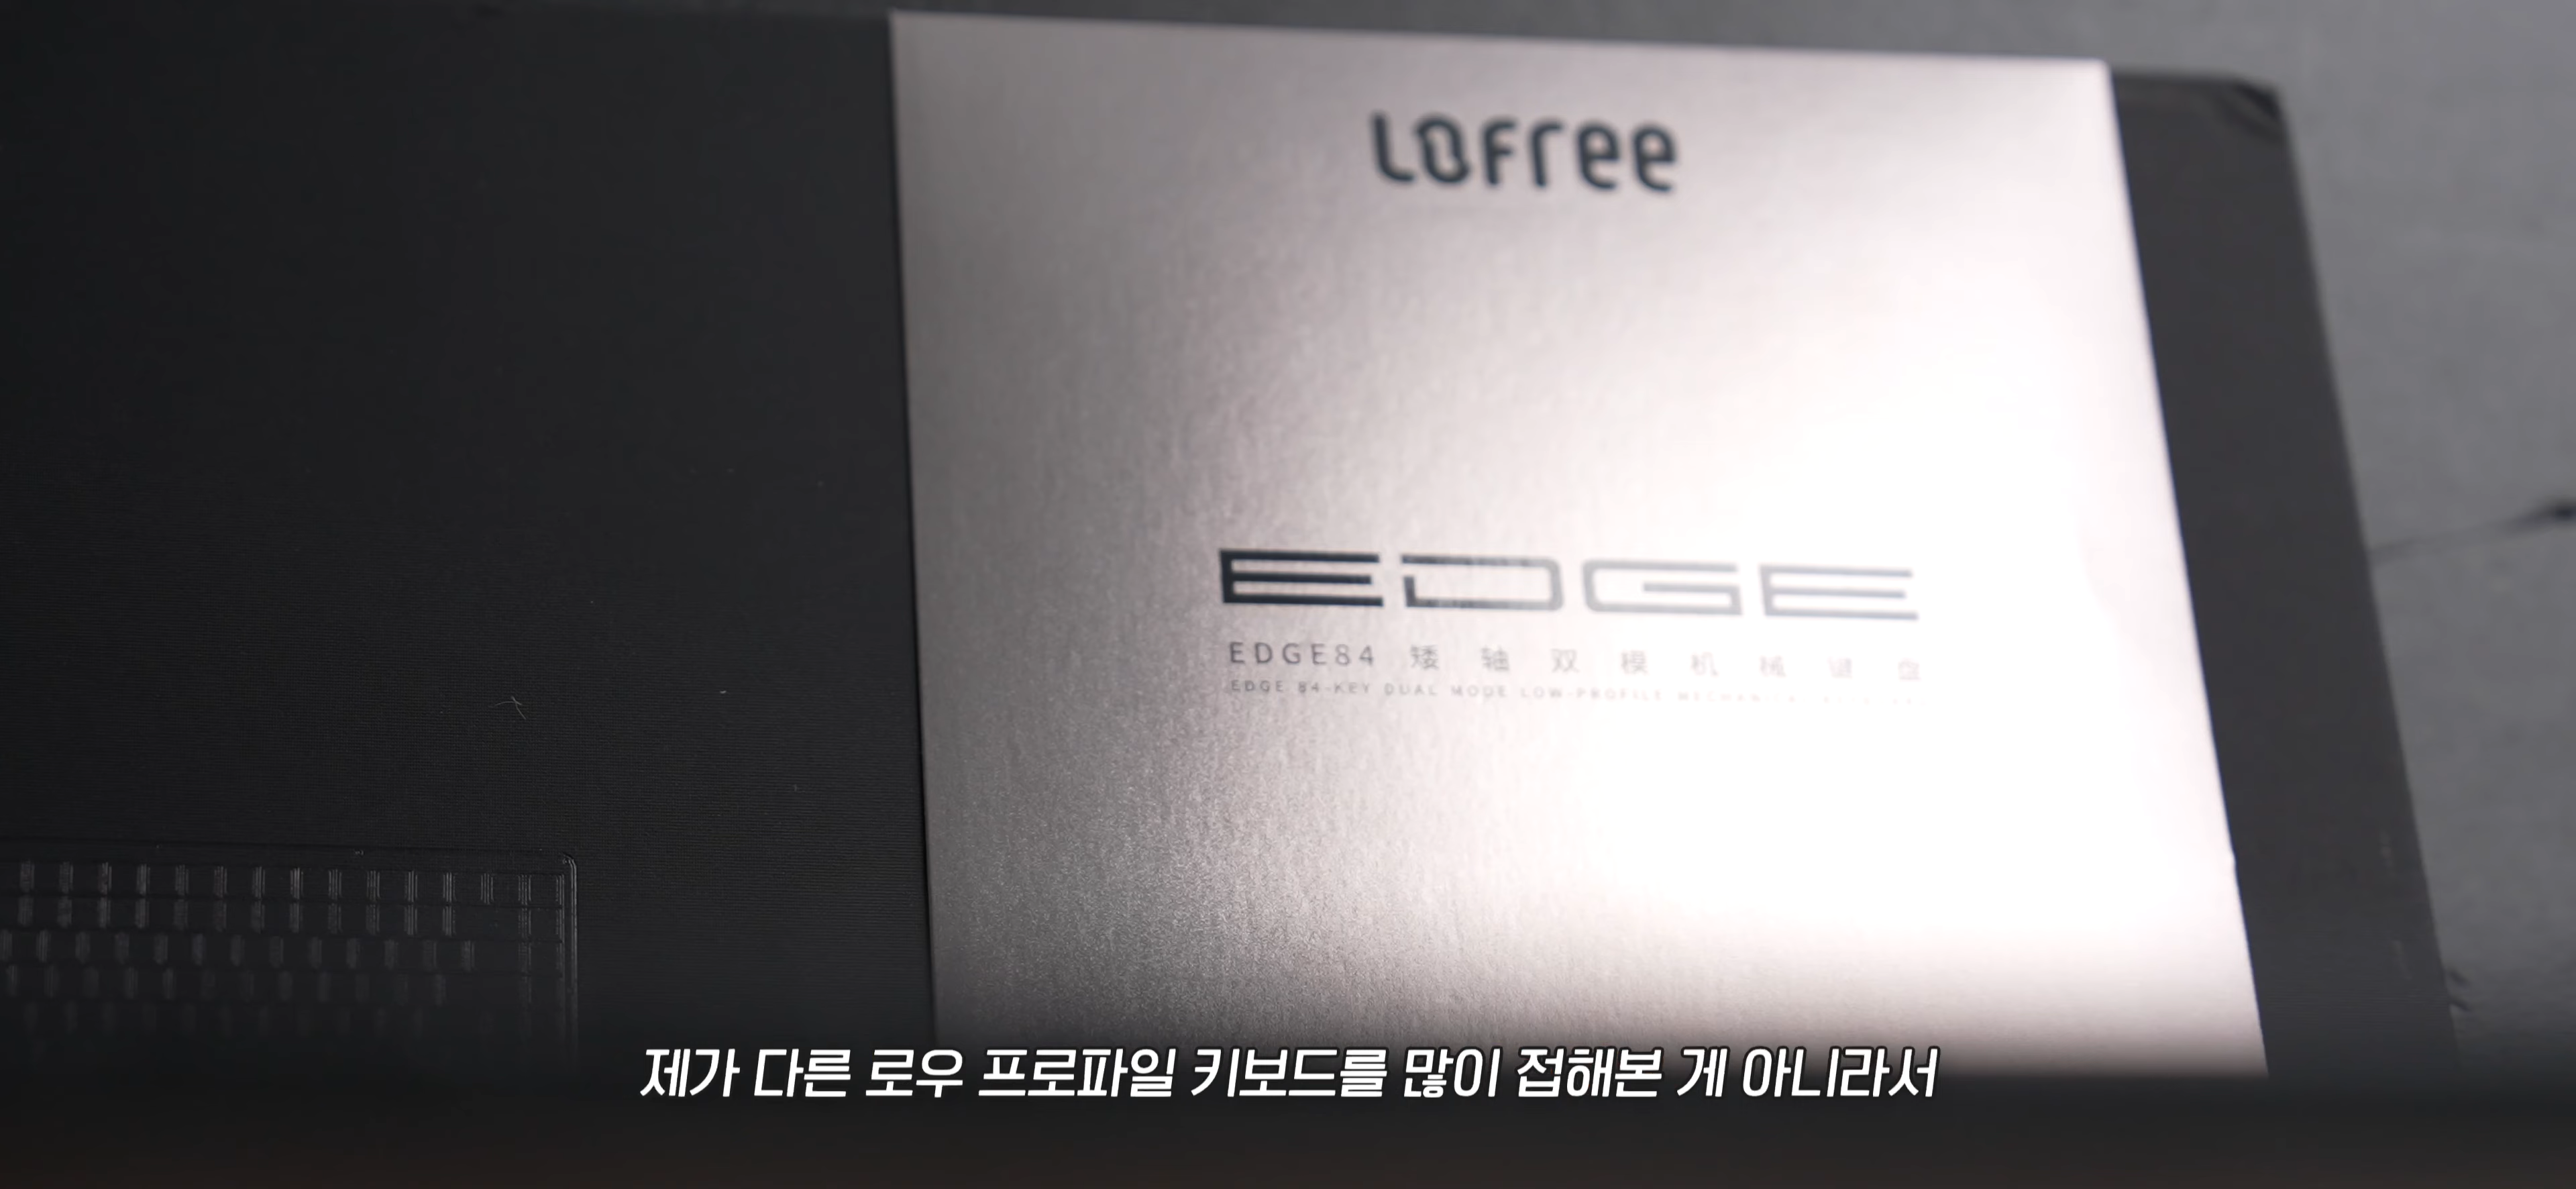 LOFREE
EDGE
EDGE84 矮轴双模机械键盘
EDGE 84-KEY DUAL MODE LOW-PROFILE MECHANICAL
제가 다른 로우 프로파일 키보드를 많이 접해본 게 아니라서